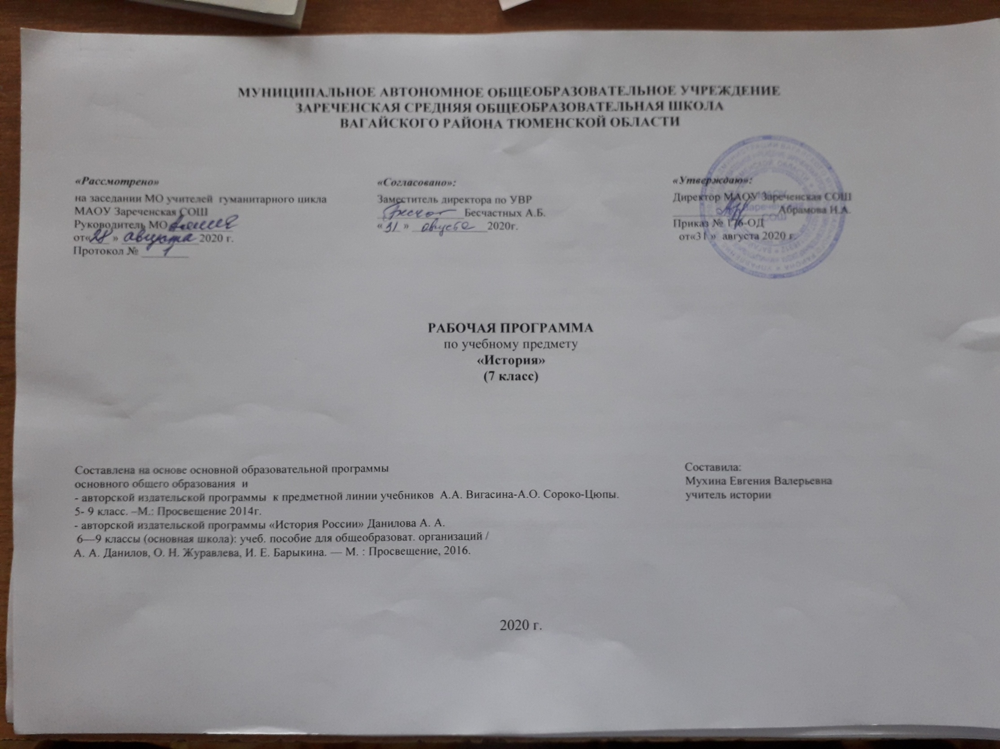 МУНИЦИПАЛЬНОЕ АВТОНОМНОЕ ОБЩЕОБРАЗОВАТЕЛЬНОЕ УЧРЕЖДЕНИЕ
ЗАРЕЧЕНСКАЯ СРЕДНЯЯ ОБЩЕОБРАЗОВАТЕЛЬНАЯ ШКОЛА
ВАГАЙСКОГО РАЙОНА ТЮМЕНСКОЙ ОБЛАСТИ
«Рассмотрено»
на заседании МО учителей гуманитарного цикла
МАОУ Зареченская СОШ
Руководитель МО
от«28» августа 2020 г.
Протокол № 1
«Согласовано»:
Заместитель директора по УВР
Бесчастных А.Б.
«31» августа 2020г.
«Утверждаю»:
Директор МАОУ Зареченская СОШ
Абрамова И.А.
Приказ № 176-ОД
от«31» августа 2020 г.
РАБОЧАЯ ПРОГРАММА
по учебному предмету
«История»
(7 класс)
Составлена на основе основной образовательной программы
основного общего образования и
- авторской издательской программы к предметной линии учебников А.А. Вигасина-А.О. Сороко-Цюпы.
5- 9 класс. –М.: Просвещение 2014г.
- авторской издательской программы «История России» Данилова А. А.
6—9 классы (основная школа): учеб. пособие для общеобразоват. организаций /
А. А. Данилов, О. Н. Журавлева, И. Е. Барыкина. — М. : Просвещение, 2016.
Составила:
Мухина Евгения Валерьевна
учитель истории
2020 г.